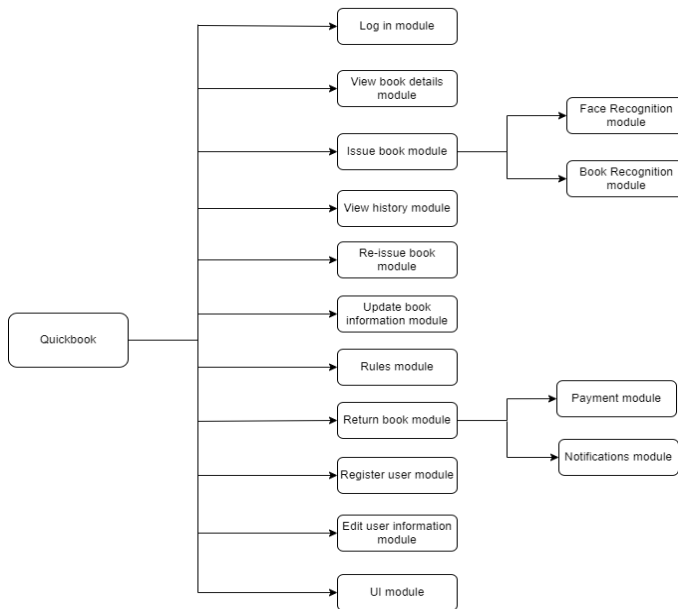 Log in module
View book details
module
Face Recognition
module
Issue book module
Book Recognition
module
View history module
Re-issue book
module
Update book
information module
Quickbook
Rules module
Payment module
Return book module
Notifications module
Register user module
Edit user information
module
UI module